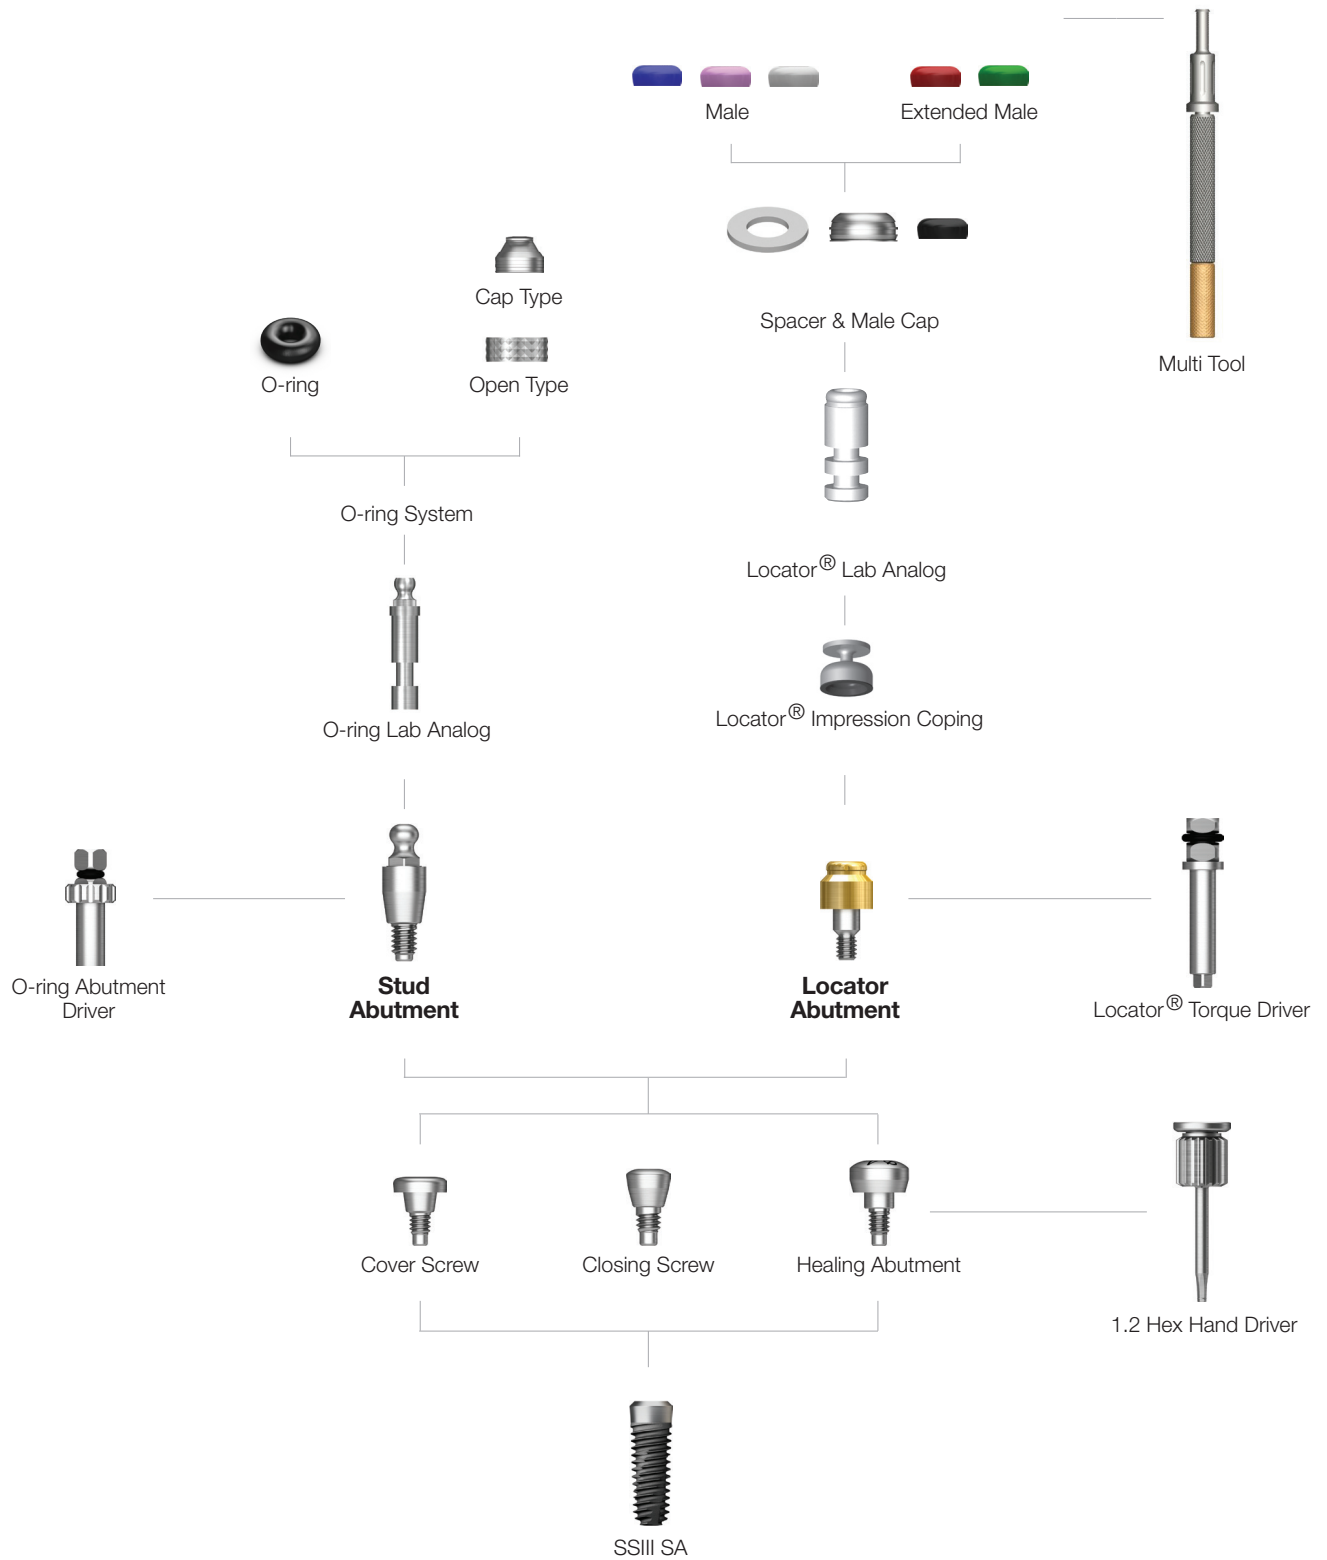 Male
Extended Male
Cap Type
Spacer & Male Cap
O-ring
Open Type
Multi Tool
O-ring System
Locator® Lab Analog
O-ring Lab Analog
Locator® Impression Coping
O-ring Abutment
Driver
Stud
Abutment
Locator
Abutment
Locator® Torque Driver
Cover Screw
Closing Screw
Healing Abutment
1.2 Hex Hand Driver
SSIII SA